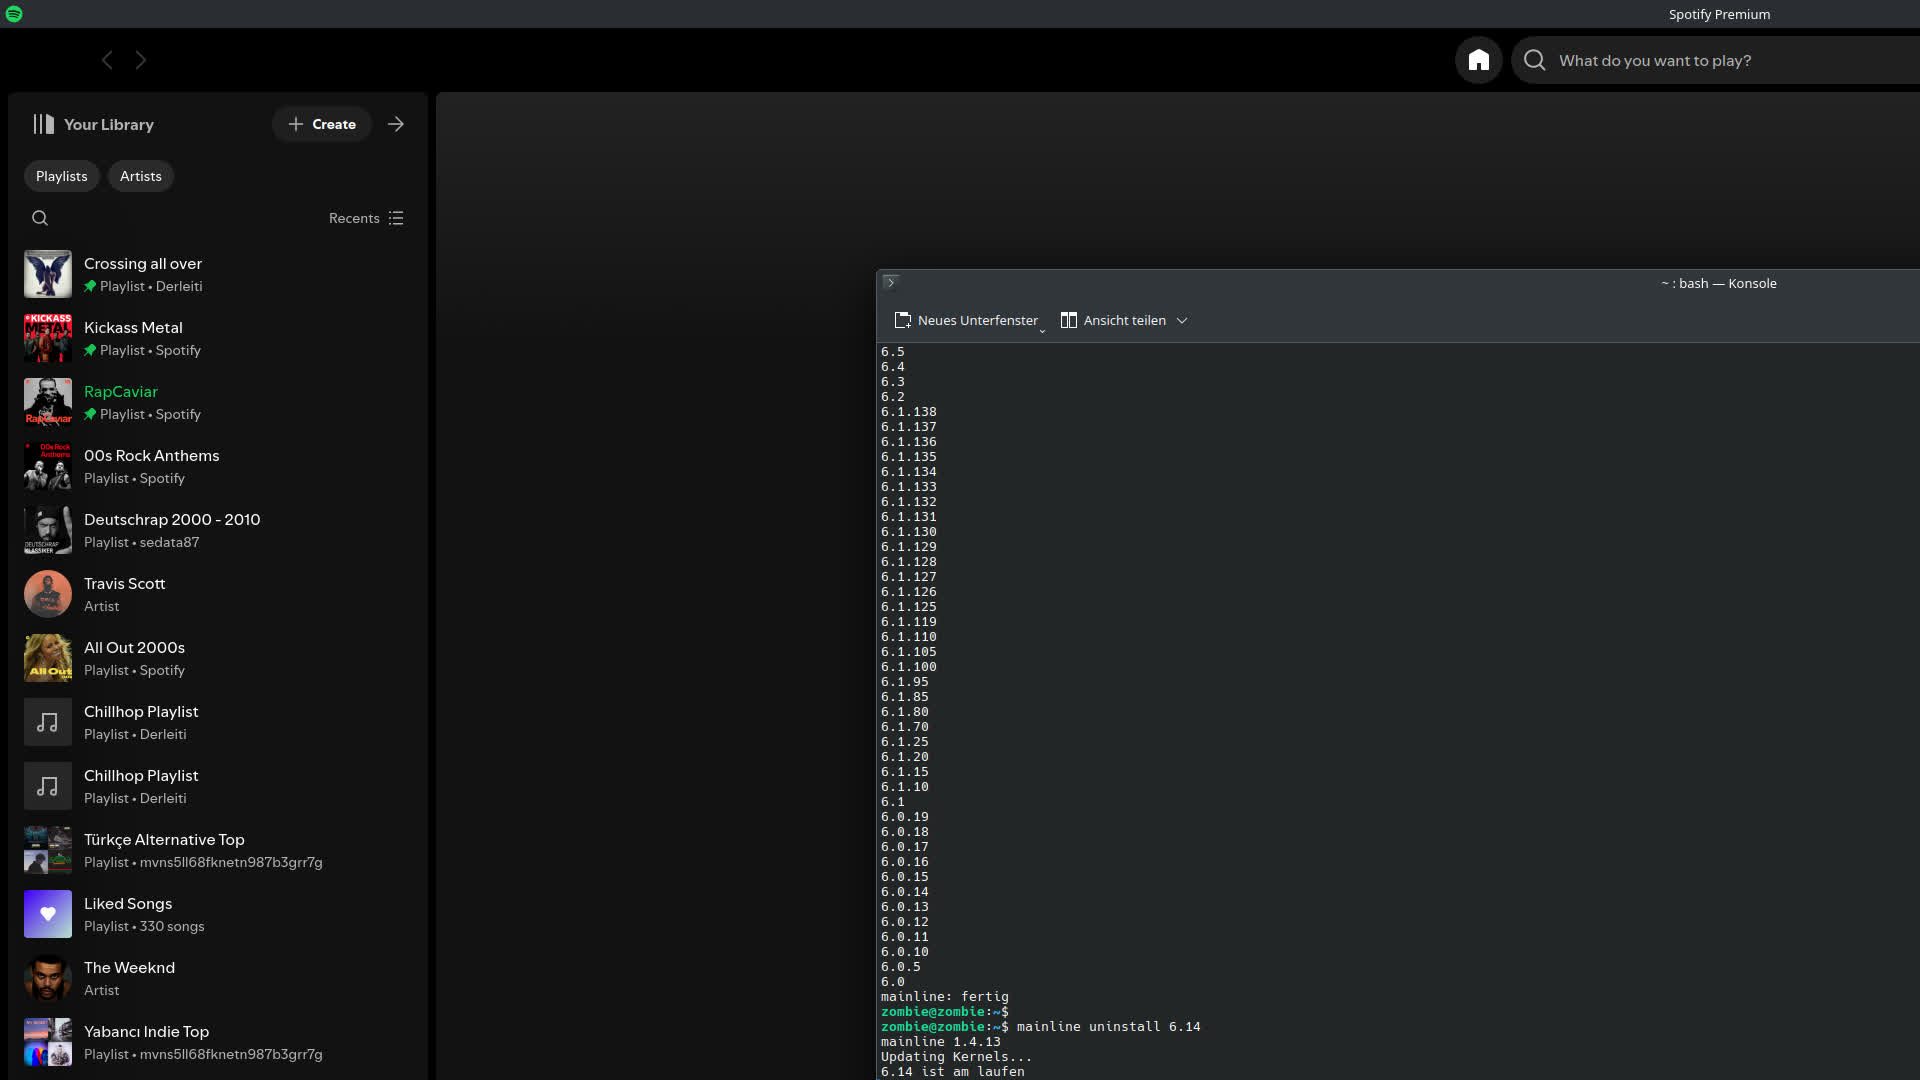 Spotify Premium
What do you want to play?
Your Library
Create
Playlists
Artists
Recents
Crossing all over
Playlist • Derleiti
KICKASS
METAL
Kickass Metal
Playlist • Spotify
RapCaviar
RapCaviar
Playlist • Spotify
00s Rock
Anthems
00s Rock Anthems
Playlist • Spotify
DEUTSCHRAP
KLASSIKER
Deutschrap 2000 - 2010
Playlist • sedata87
Travis Scott
Artist
All Out
All Out 2000s
Playlist • Spotify
Chillhop Playlist
Playlist • Derleiti
Chillhop Playlist
Playlist • Derleiti
Türkçe Alternative Top
Playlist • mvns5ll68fknetn987b3grr7g
Liked Songs
Playlist • 330 songs
The Weeknd
Artist
Yabancı Indie Top
Playlist • mvns5ll68fknetn987b3grr7g
~ : bash — Konsole
Neues Unterfenster
Ansicht teilen
6.5
6.4
6.3
6.2
6.1.138
6.1.137
6.1.136
6.1.135
6.1.134
6.1.133
6.1.132
6.1.131
6.1.130
6.1.129
6.1.128
6.1.127
6.1.126
6.1.125
6.1.119
6.1.110
6.1.105
6.1.100
6.1.95
6.1.85
6.1.80
6.1.70
6.1.25
6.1.20
6.1.15
6.1.10
6.1
6.0.19
6.0.18
6.0.17
6.0.16
6.0.15
6.0.14
6.0.13
6.0.12
6.0.11
6.0.10
6.0.5
6.0
mainline: fertig
zombie@zombie:~$
zombie@zombie:~$ mainline uninstall 6.14
mainline 1.4.13
Updating Kernels...
6.14 ist am laufen